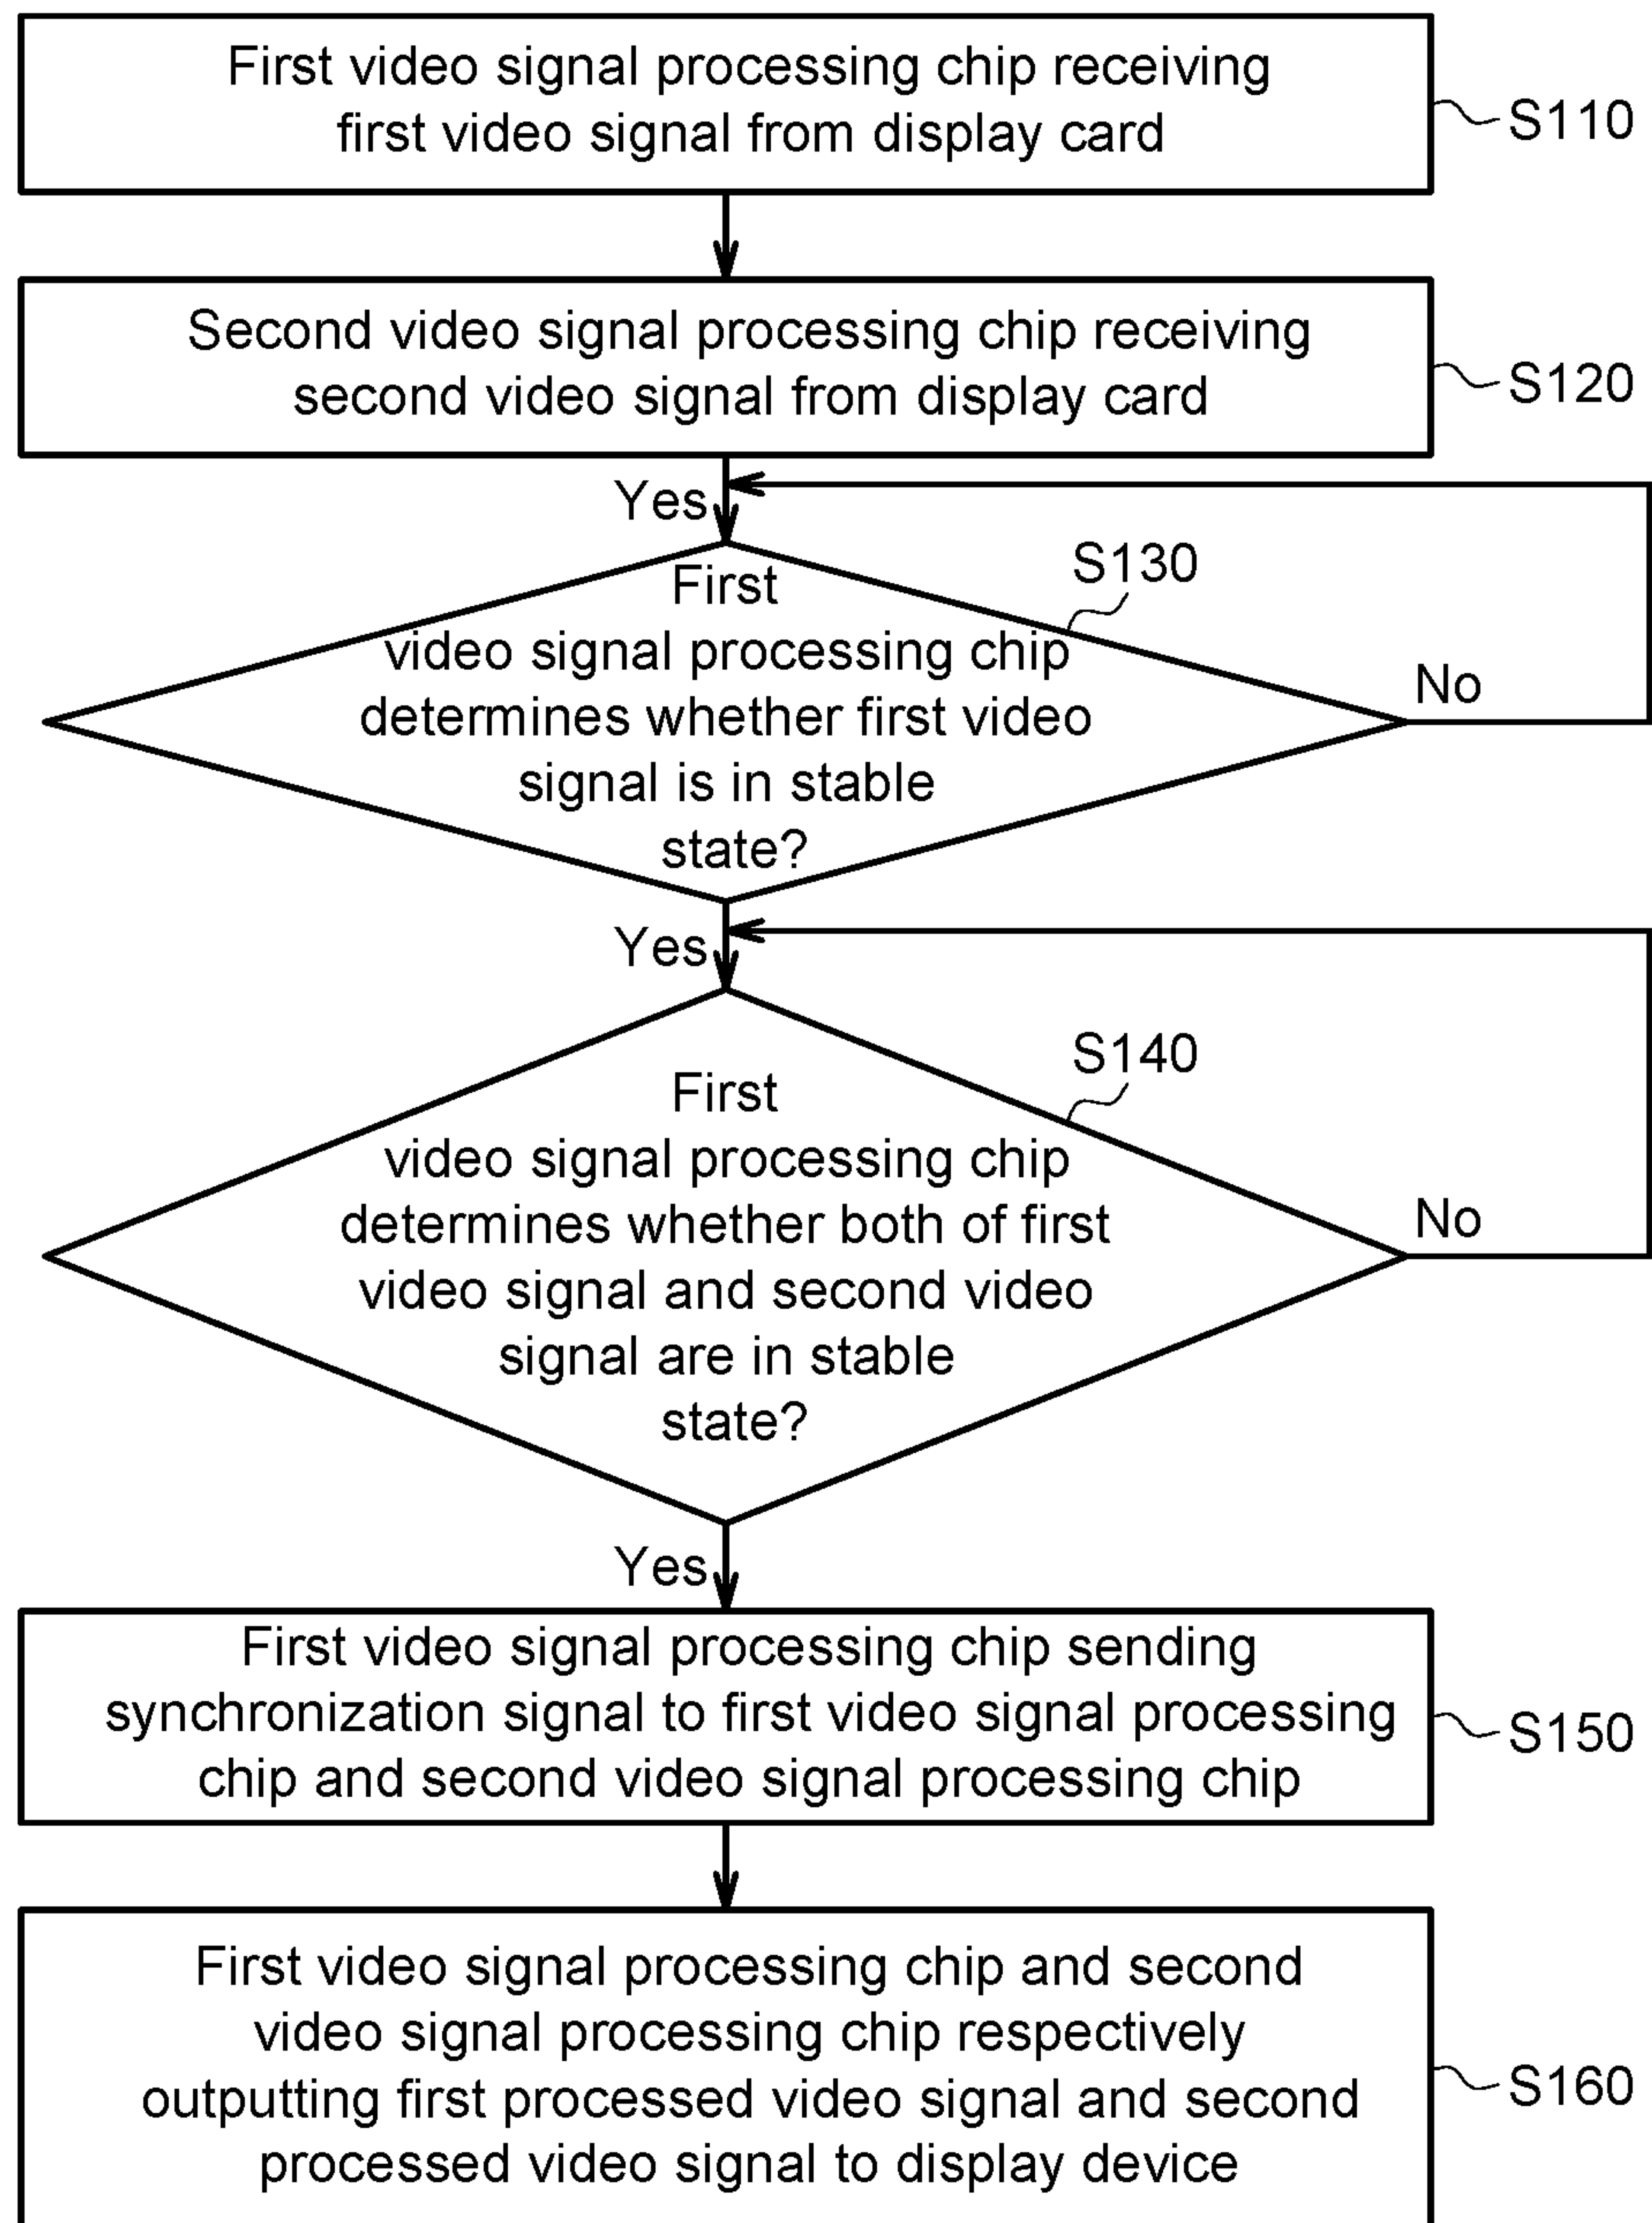 First video signal processing chip receiving
first video signal from display card
S110
Second video signal processing chip receiving
second video signal from display card
S120
Yes
S130
First
video signal processing chip
determines whether first video
signal is in stable
state?
No
Yes
S140
First
video signal processing chip
determines whether both of first
video signal and second video
signal are in stable
state?
No
Yes
First video signal processing chip sending
synchronization signal to first video signal processing
chip and second video signal processing chip
S150
First video signal processing chip and second
video signal processing chip respectively
outputting first processed video signal and second
processed video signal to display device
S160